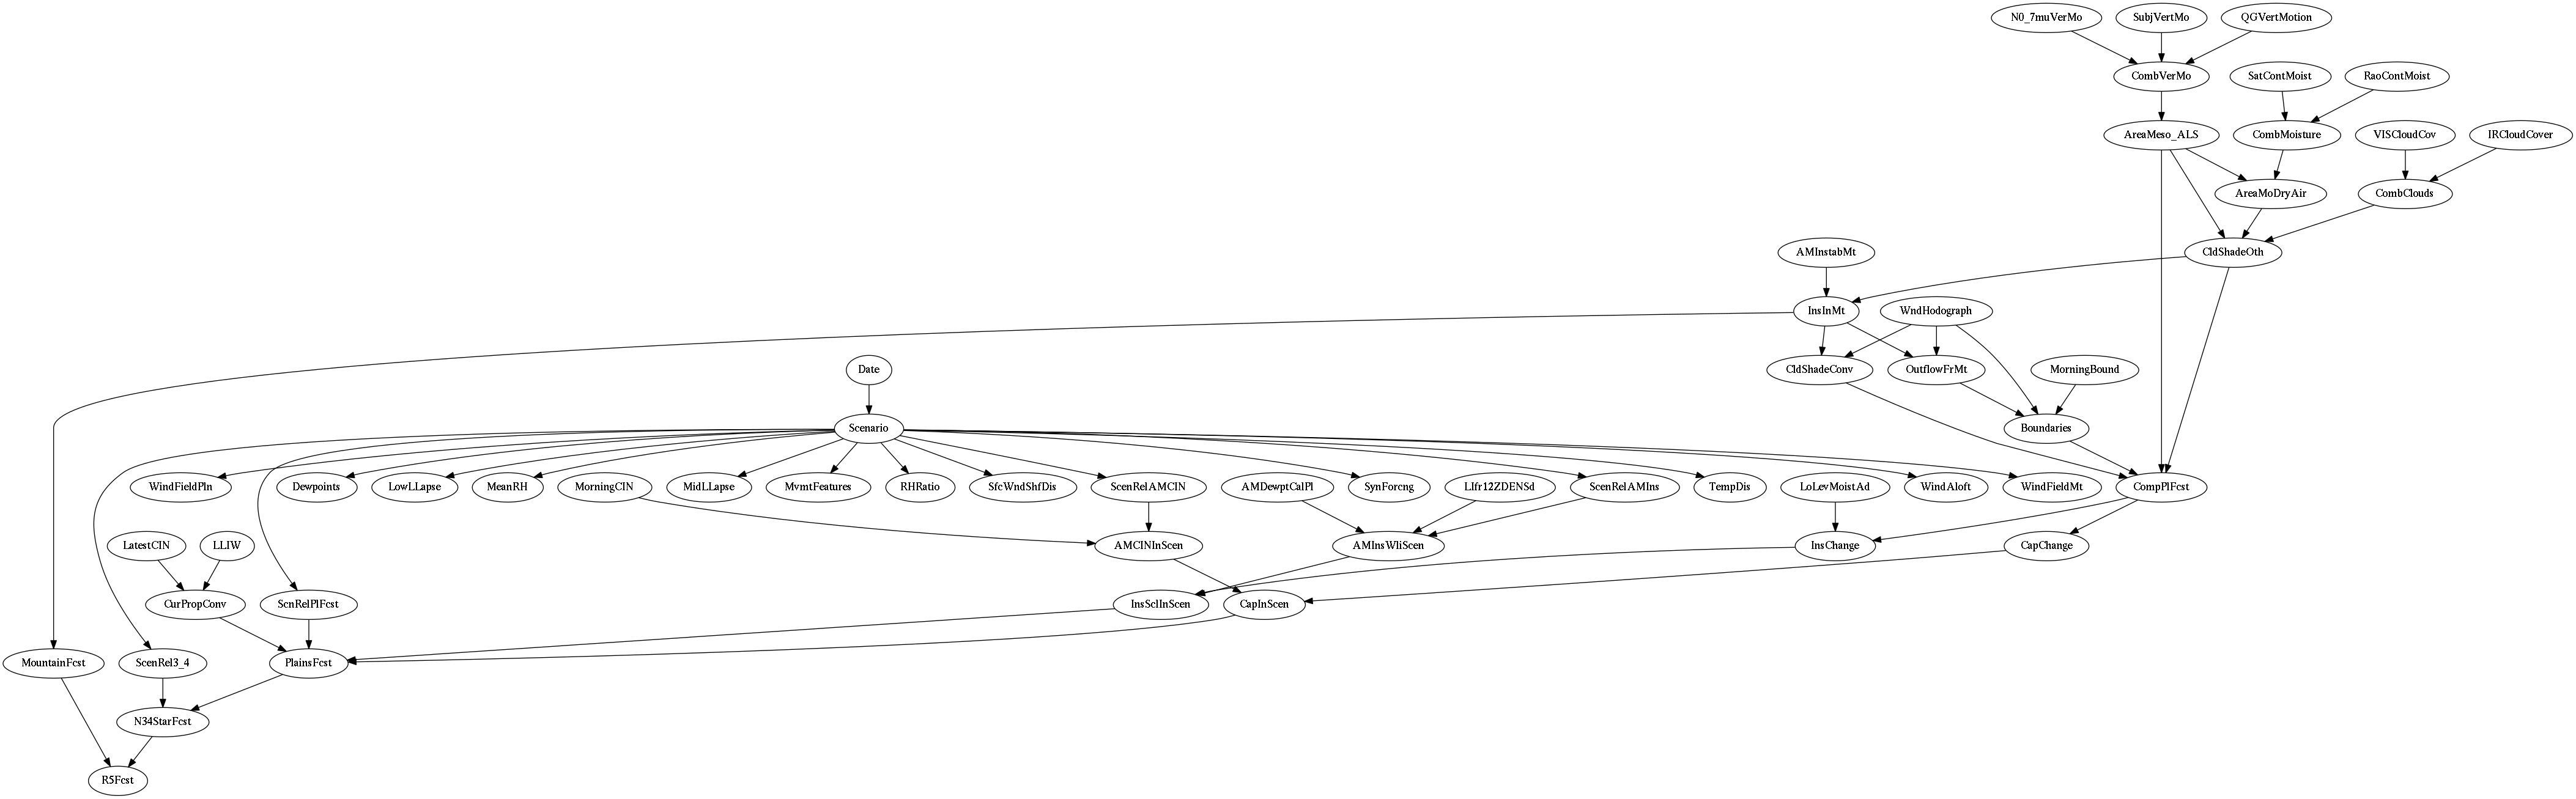 N0_7muVerMo
SubjVertMo
QGVertMotion
CombVerMo
SatContMoist
RaoContMoist
AreaMeso_ALS
CombMoisture
VISCloudCov
IRCloudCover
AreaMoDryAir
CombClouds
AMInstabMt
CldShadeOth
InsInMt
WndHodograph
Date
CldShadeConv
OutflowFrMt
MorningBound
Scenario
Boundaries
WindFieldPln
Dewpoints
LowLLapse
MeanRH
MorningCIN
MidLLapse
MvmtFeatures
RHRatio
SfcWndShfDis
ScenRelAMCIN
AMDewptCalPl
SynForcng
LIfr12ZDENSd
ScenRelAMIns
TempDis
LoLevMoistAd
WindAloft
WindFieldMt
CompPlFcst
LatestCIN
LLIW
AMCINInScen
AMInsWliScen
InsChange
CapChange
CurPropConv
ScnRelPlFcst
InsSclInScen
CapInScen
MountainFcst
ScenRel3_4
PlainsFcst
N34StarFcst
R5Fcst